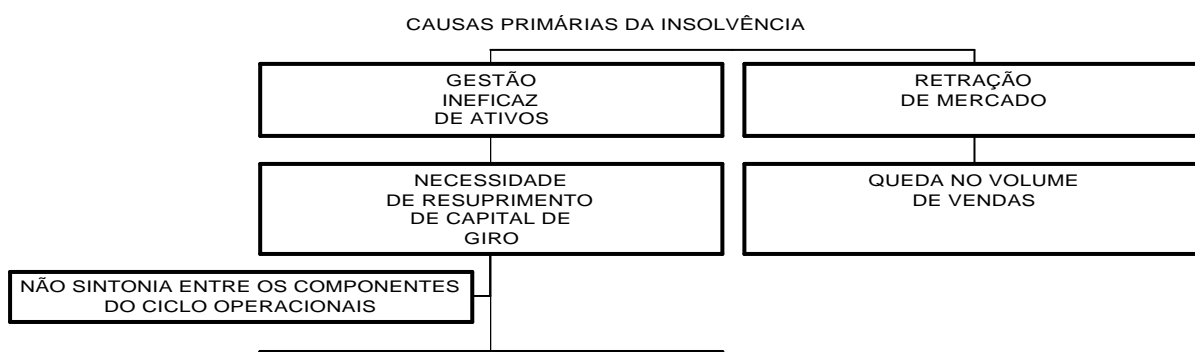 CAUSAS PRIMÁRIAS DA INSOLVÊNCIA
GESTÃO
INEFICAZ
DE ATIVOS
RETRAÇÃO
DE MERCADO
NECESSIDADE
DE RESUPRIMENTO
DE CAPITAL DE
GIRO
QUEDA NO VOLUME
DE VENDAS
NÃO SINTONIA ENTRE OS COMPONENTES
DO CICLO OPERACIONAIS